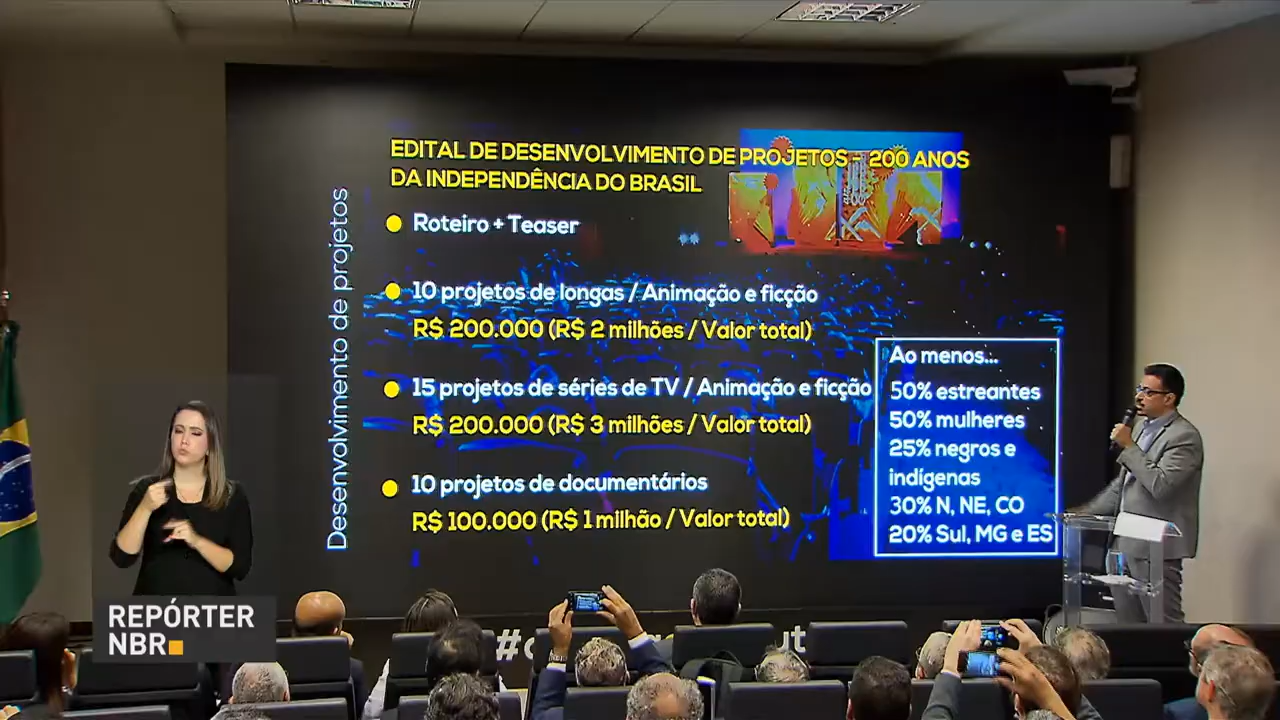 EDITAL DE DESENVOLVIMENTO DE PROJETOS - 200 ANOS
DA INDEPENDÊNCIA DO BRASIL
Desenvolvimento de projetos
Roteiro + Teaser
10 projetos de longas / Animação e ficção
R$ 200.000 (R$ 2 milhões / Valor total)
15 projetos de séries de TV / Animação e ficção
R$ 200.000 (R$ 3 milhões / Valor total)
10 projetos de documentários
R$ 100.000 (R$ 1 milhão / Valor total)
Ao menos...
50% estreantes
50% mulheres
25% negros e
indígenas
30% N, NE, CO
20% Sul, MG e ES
REPÓRTER
NBR